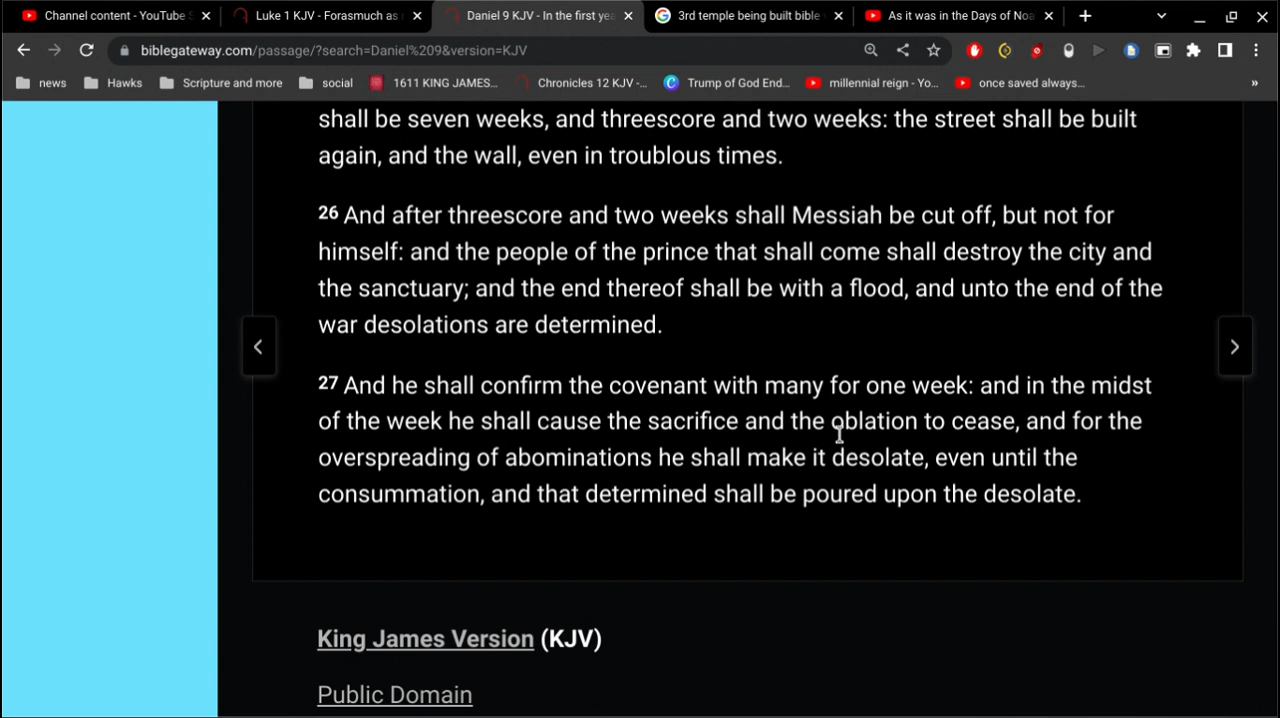 Channel content - YouTube S
Luke 1 KJV - Forasmuch as
Daniel 9 KJV - In the first yea
3rd temple being built bible
As it was in the Days of Noa
biblegateway.com/passage/?search=Daniel%209&version=KJV
news
Hawks
Scripture and more
social
1611 KING JAMES...
Chronicles 12 KJV -...
Trump of God End...
millennial reign - Yo...
once saved always...
»
shall be seven weeks, and threescore and two weeks: the street shall be built
again, and the wall, even in troublous times.
26 And after threescore and two weeks shall Messiah be cut off, but not for
himself: and the people of the prince that shall come shall destroy the city and
the sanctuary; and the end thereof shall be with a flood, and unto the end of the
war desolations are determined.
27 And he shall confirm the covenant with many for one week: and in the midst
of the week he shall cause the sacrifice and the oblation to cease, and for the
overspreading of abominations he shall make it desolate, even until the
consummation, and that determined shall be poured upon the desolate.
King James Version (KJV)
Public Domain